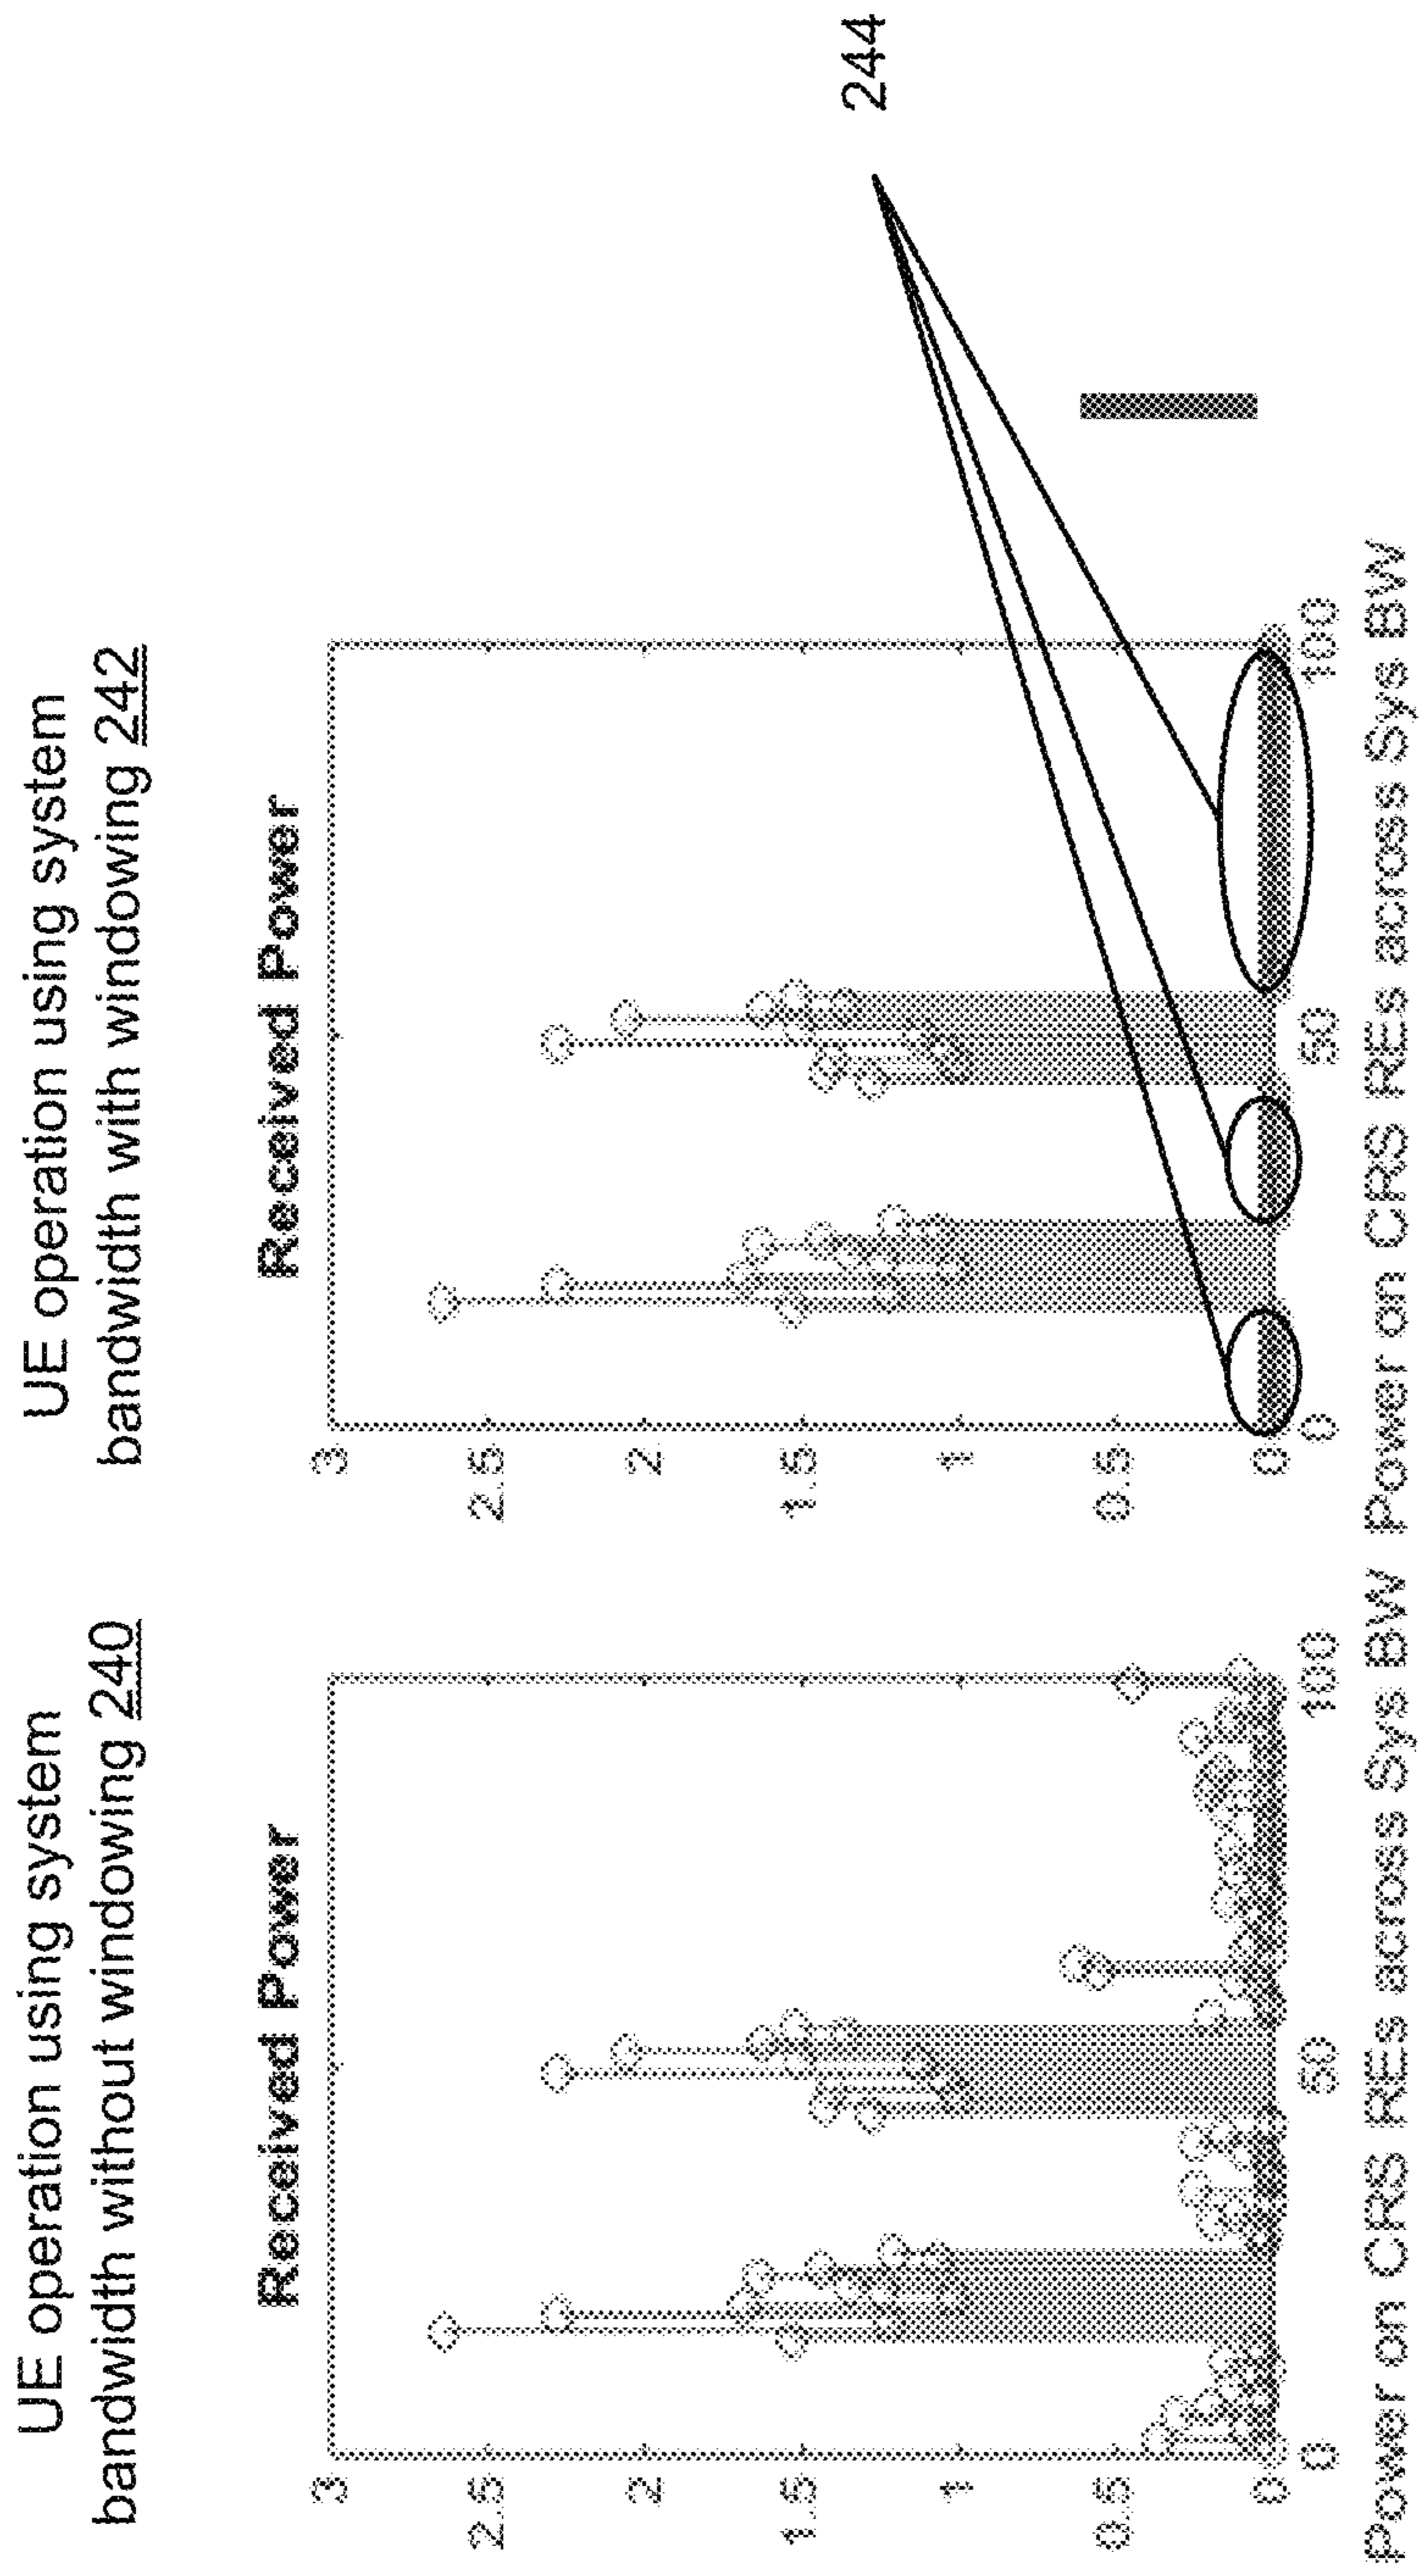 UE operation using system
bandwidth without windowing 240
Received Power
3
2.5
2
1.5
1
0.5
0
0 50 100
Power on CRS REs across Sys BW
UE operation using system
bandwidth with windowing 242
Received Power
3
2.5
2
1.5
1
0.5
0
0 50 100
Power on CRS REs across Sys BW
244